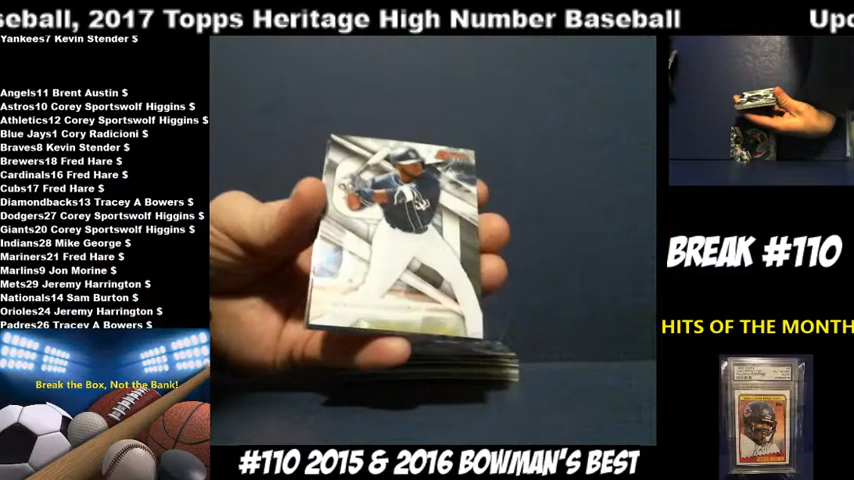 seball, 2017 Topps Heritage High Number Baseball
Upc
Yankees7 Kevin Stender $
Angels11 Brent Austin $
Astros10 Corey Sportswolf Higgins $
Athletics12 Corey Sportswolf Higgins $
Blue Jays1 Cory Radicioni $
Braves8 Kevin Stender $
Brewers18 Fred Hare $
Cardinals16 Fred Hare $
Cubs17 Fred Hare $
Diamondbacks13 Tracey A Bowers $
Dodgers27 Corey Sportswolf Higgins $
Giants20 Corey Sportswolf Higgins $
Indians28 Mike George $
Mariners21 Fred Hare $
Marlins9 Jon Morine $
Mets29 Jeremy Harrington $
Nationals14 Sam Burton $
Orioles24 Jeremy Harrington $
Padres26 Tracey A Bowers $
Break the Box, Not the Bank!
BREAK #110
HITS OF THE MONTH
#110 2015 & 2016 BOWMAN'S BEST